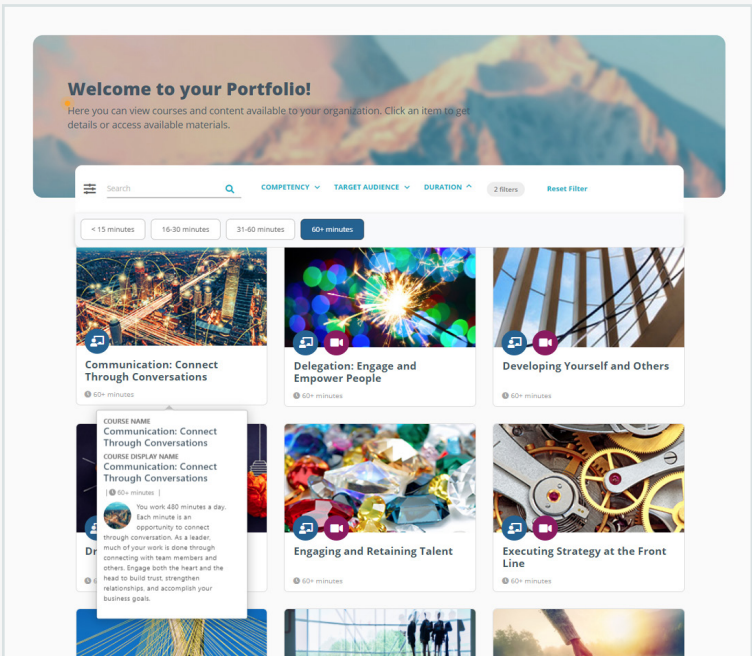 Welcome to your Portfolio!
Here you can view courses and content available to your organization. Click an item to get
details or access available materials.
Search
COMPETENCY
TARGET AUDIENCE
DURATION
2 filters
Reset Filter
< 15 minutes
16-30 minutes
31-60 minutes
60+ minutes
Communication: Connect
Through Conversations
60+ minutes
Delegation: Engage and
Empower People
60+ minutes
Developing Yourself and Others
60+ minutes
COURSE NAME
Communication: Connect
Through Conversations
COURSE DISPLAY NAME
Communication: Connect
Through Conversations
| 60+ minutes |
You work 480 minutes a day.
Each minute is an
opportunity to connect
through conversation. As a leader,
much of your work is done through
connecting with team members and
others. Engage both the heart and the
head to build trust, strengthen
relationships, and accomplish your
business goals.
Dr
6
Engaging and Retaining Talent
60+ minutes
Executing Strategy at the Front
Line
60+ minutes